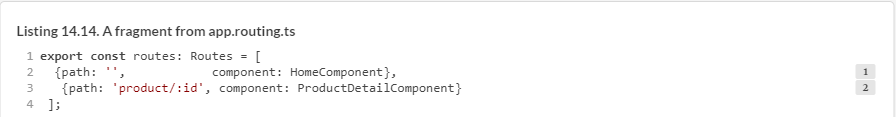 Listing 14.14. A fragment from app.routing.ts
1 export const routes: Routes = [
2   {path: '',            component: HomeComponent}, 1
3    {path: 'product/:id', component: ProductDetailComponent} 2
4  ];